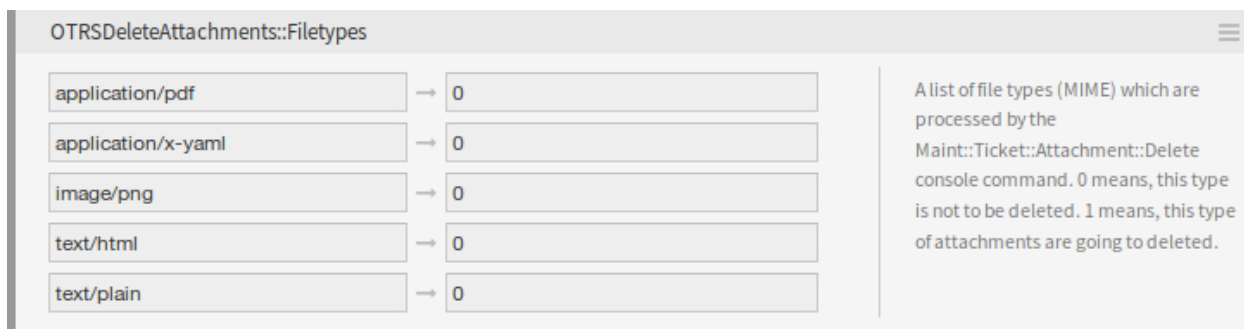 OTRSDeleteAttachments::Filetypes
application/pdf → 0
application/x-yaml → 0
image/png → 0
text/html → 0
text/plain → 0
A list of file types (MIME) which are
processed by the
Maint::Ticket::Attachment::Delete
console command. 0 means, this type
is not to be deleted. 1 means, this type
of attachments are going to deleted.